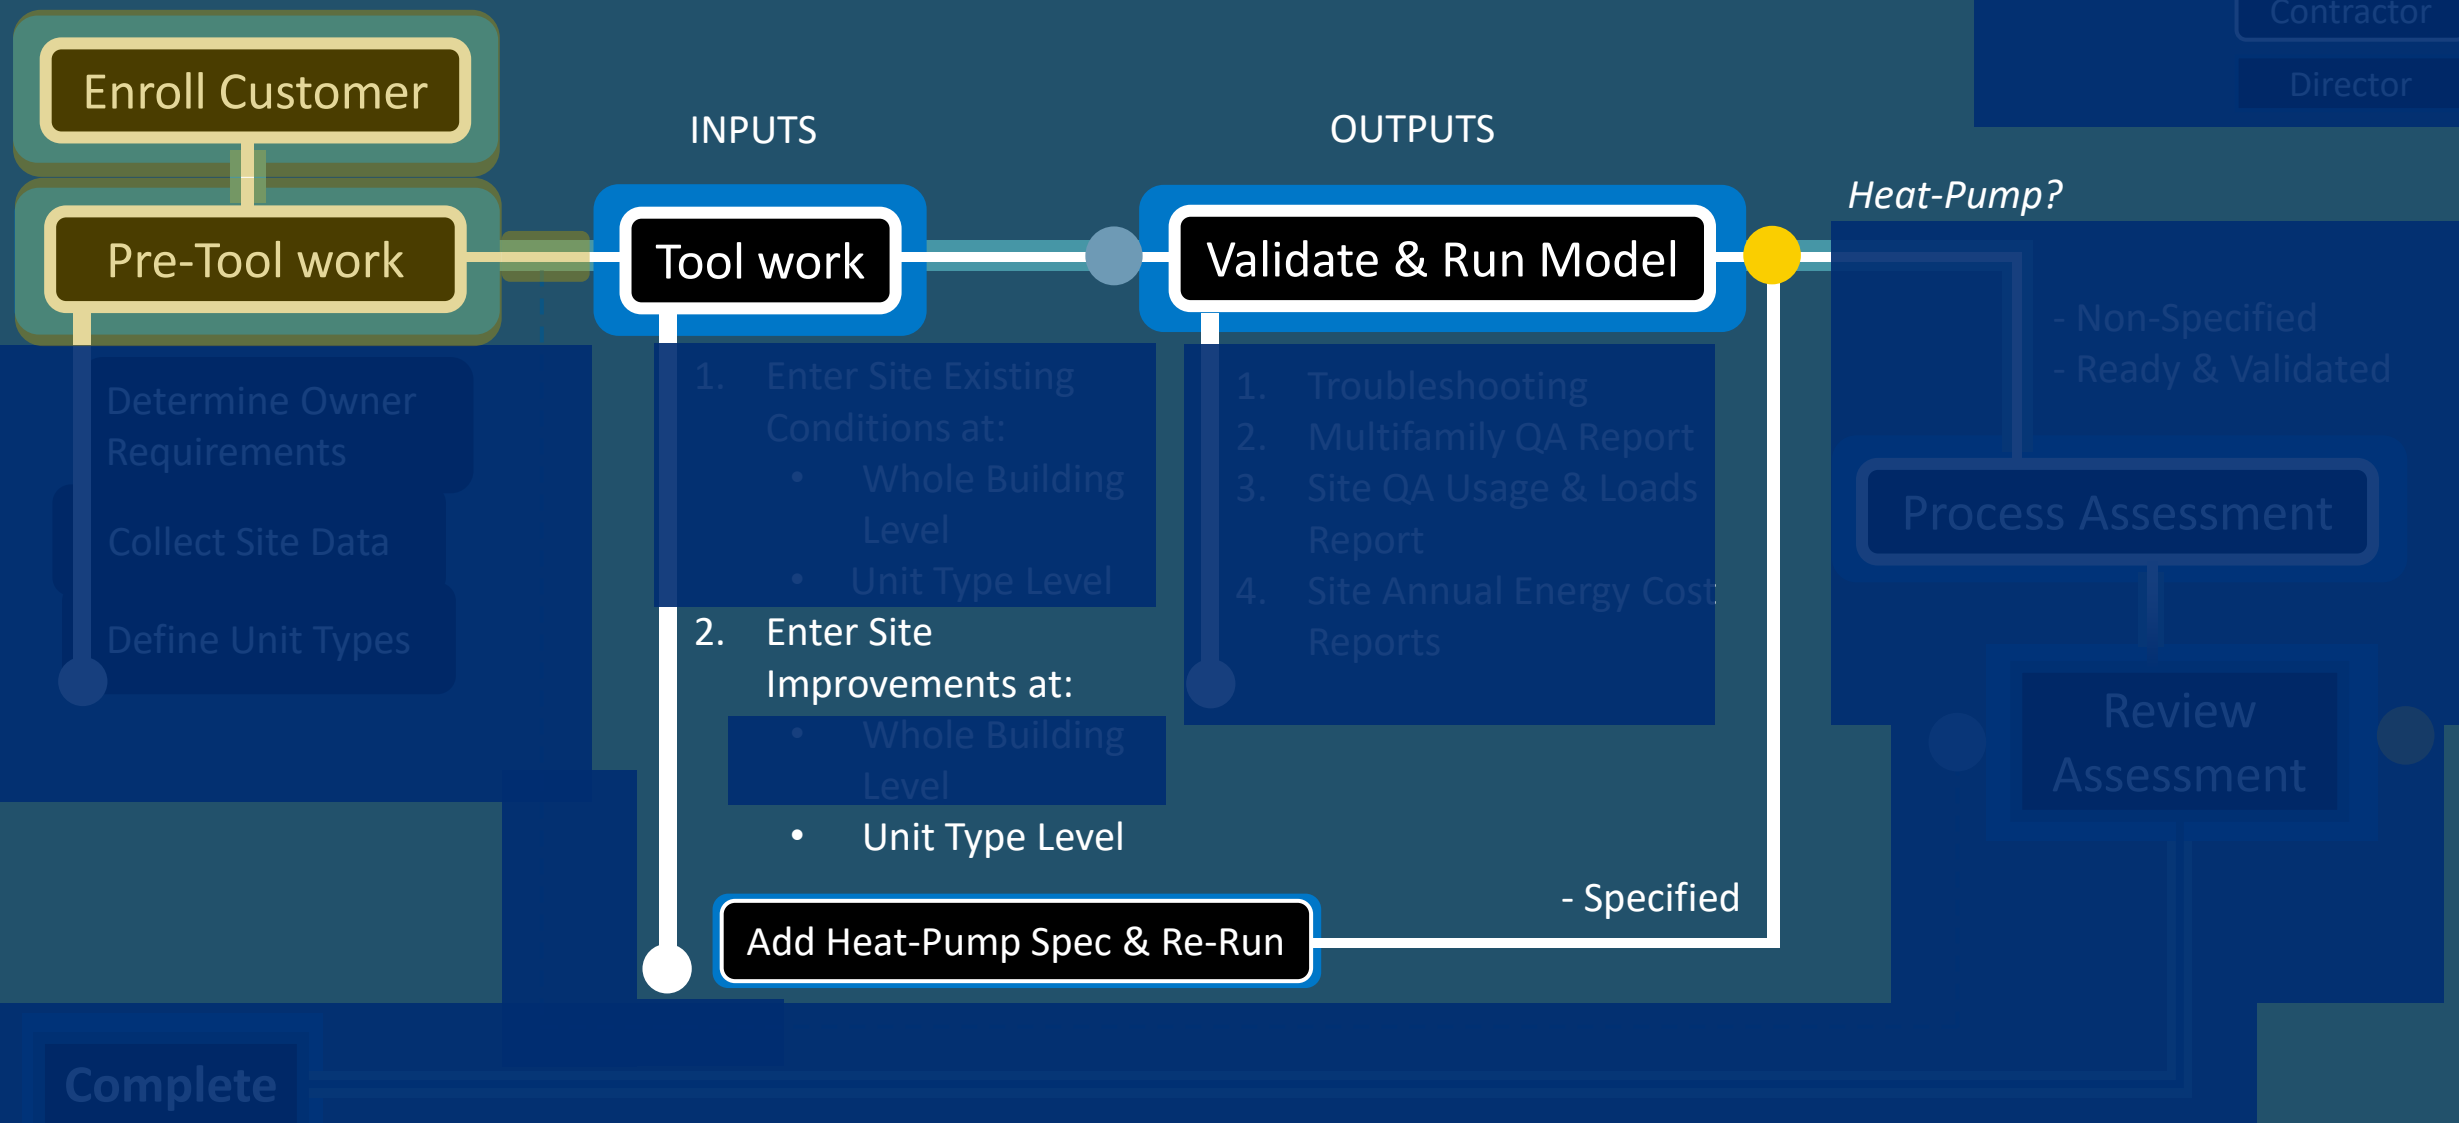 Contractor
Director
Enroll Customer
INPUTS
OUTPUTS
Heat-Pump?
Pre-Tool work
Tool work
Validate & Run Model
- Non-Specified
- Ready & Validated
Determine Owner
Requirements
Collect Site Data
Define Unit Types
1. Enter Site Existing
Conditions at:
• Whole Building
Level
• Unit Type Level
2. Enter Site
Improvements at:
• Whole Building
Level
• Unit Type Level
1. Troubleshooting
2. Multifamily QA Report
3. Site QA Usage & Loads
Report
4. Site Annual Energy Cost
Reports
Process Assessment
Review
Assessment
- Specified
Add Heat-Pump Spec & Re-Run
Complete